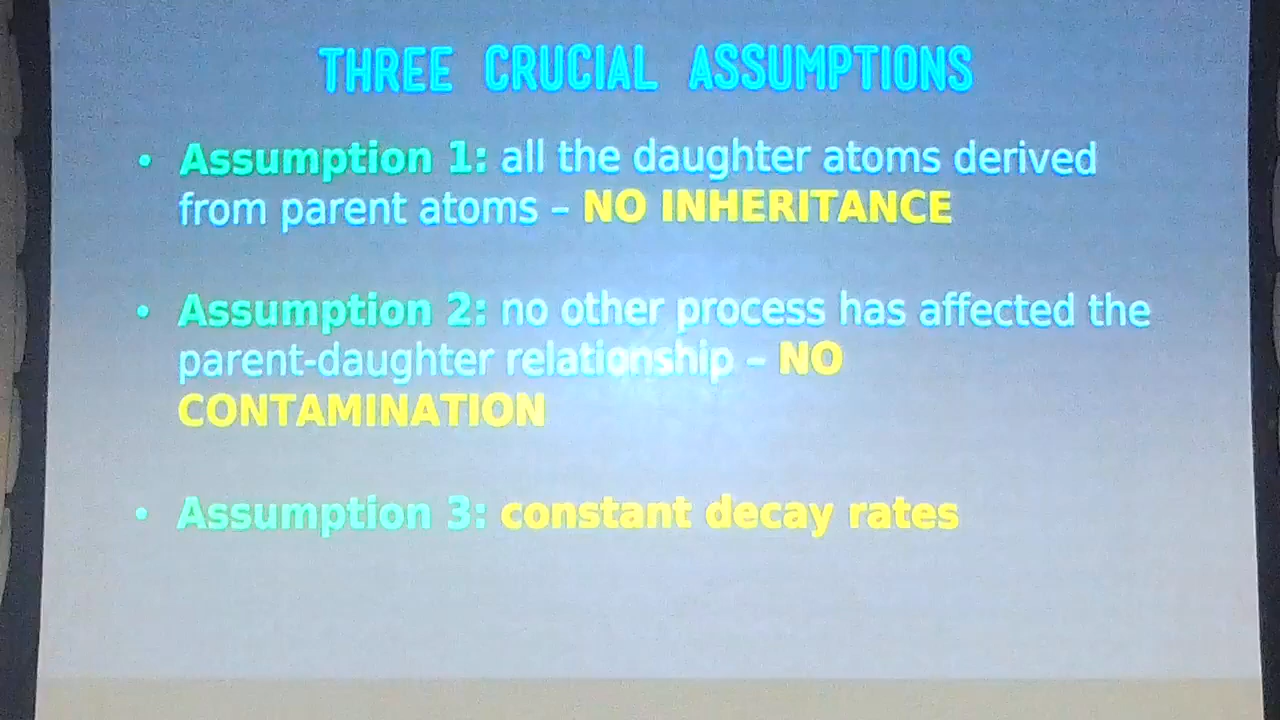 THREE CRUCIAL ASSUMPTIONS
• Assumption 1: all the daughter atoms derived
from parent atoms – NO INHERITANCE
• Assumption 2: no other process has affected the
parent-daughter relationship – NO
CONTAMINATION
• Assumption 3: constant decay rates